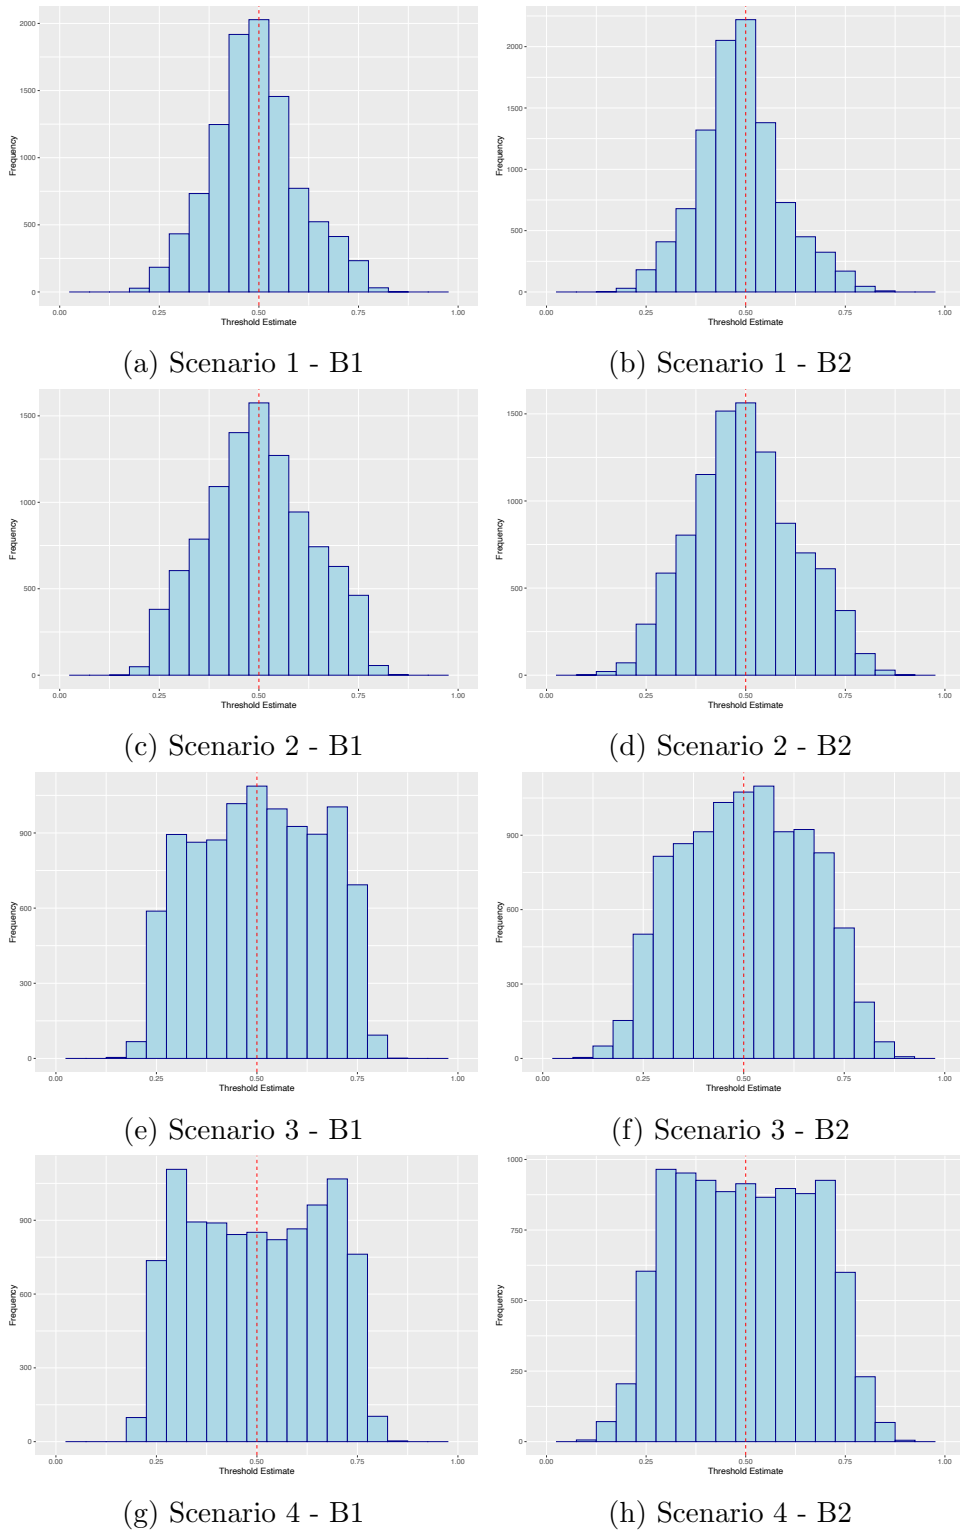 2000
1500
1000
500
0
Frequency
0.00 0.25 0.50 0.75 1.00
Threshold Estimate
(a) Scenario 1 - B1
2000
1500
1000
500
0
Frequency
0.00 0.25 0.50 0.75 1.00
Threshold Estimate
(b) Scenario 1 - B2
1500
1000
500
0
Frequency
0.00 0.25 0.50 0.75 1.00
Threshold Estimate
(c) Scenario 2 - B1
1500
1000
500
0
Frequency
0.00 0.25 0.50 0.75 1.00
Threshold Estimate
(d) Scenario 2 - B2
900
600
300
0
Frequency
0.00 0.25 0.50 0.75 1.00
Threshold Estimate
(e) Scenario 3 - B1
900
600
300
0
Frequency
0.00 0.25 0.50 0.75 1.00
Threshold Estimate
(f) Scenario 3 - B2
900
600
300
0
Frequency
0.00 0.25 0.50 0.75 1.00
Threshold Estimate
(g) Scenario 4 - B1
1000
750
500
250
0
Frequency
0.00 0.25 0.50 0.75 1.00
Threshold Estimate
(h) Scenario 4 - B2